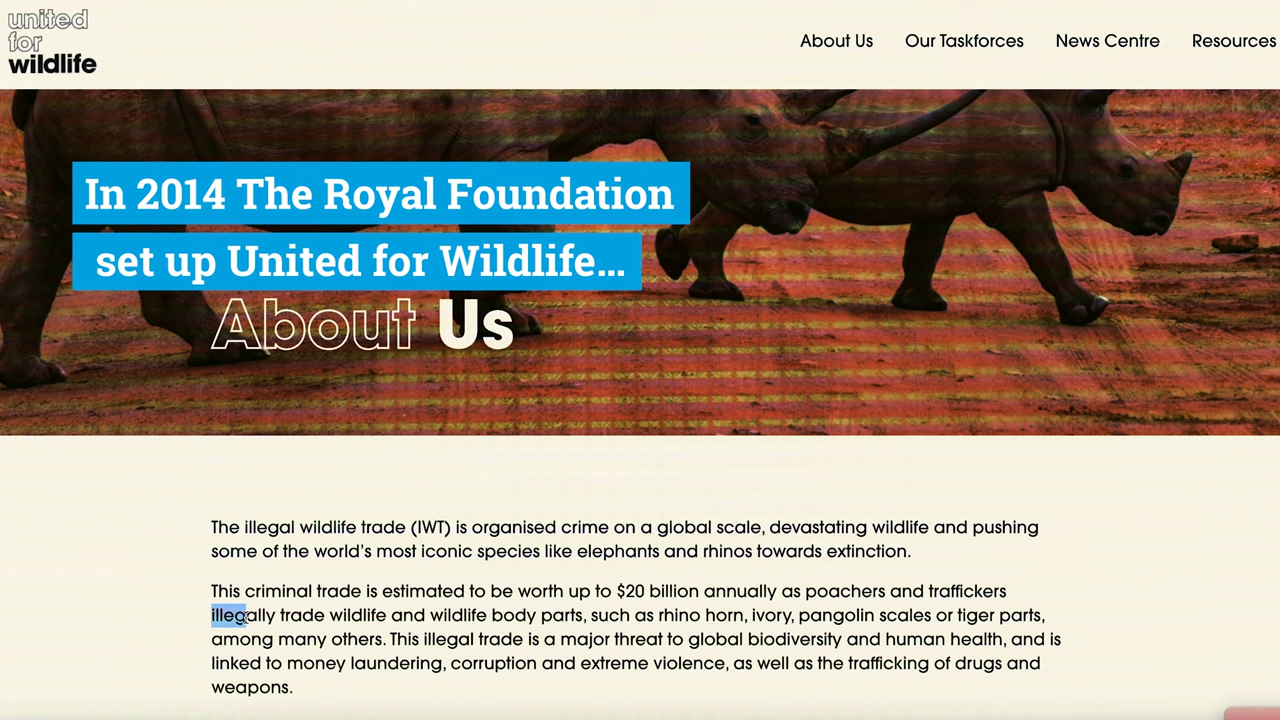 united
for
wildlife
About Us Our Taskforces News Centre Resources
In 2014 The Royal Foundation
set up United for Wildlife...
About Us
The illegal wildlife trade (IWT) is organised crime on a global scale, devastating wildlife and pushing
some of the world's most iconic species like elephants and rhinos towards extinction.
This criminal trade is estimated to be worth up to $20 billion annually as poachers and traffickers
illegally trade wildlife and wildlife body parts, such as rhino horn, ivory, pangolin scales or tiger parts,
among many others. This illegal trade is a major threat to global biodiversity and human health, and is
linked to money laundering, corruption and extreme violence, as well as the trafficking of drugs and
weapons.